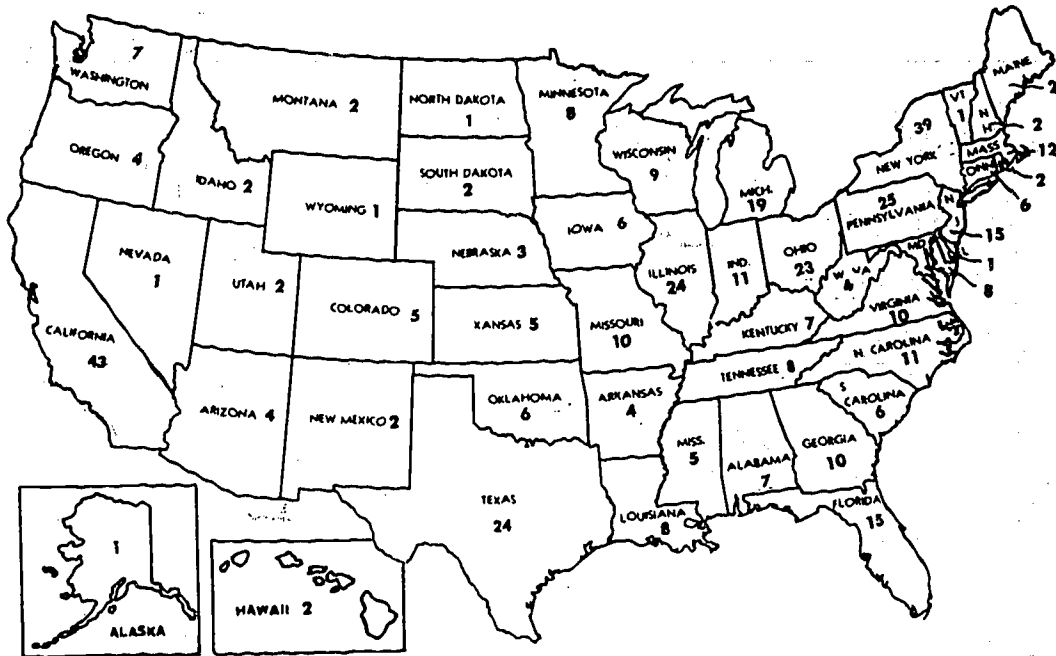 7
WASHINGTON
MONTANA 2
NORTH DAKOTA
1
MINNESOTA
8
MAINE
2
VT
1
N
H
2
OREGON 4
IDAHO 2
WYOMING 1
SOUTH DAKOTA
2
WISCONSIN
9
MICH.
19
39
NEW YORK
MASS
12
CONN
2
6
NEVADA
1
UTAH 2
COLORADO 5
NEBRASKA 3
IOWA 6
ILLINOIS
24
IND.
11
OHIO
23
25
PENNSYLVANIA
N
J
15
MD
1
8
W. VA
4
VIRGINIA
10
CALIFORNIA
43
KANSAS 5
MISSOURI
10
KENTUCKY 7
N. CAROLINA
11
TENNESSEE 8
ARIZONA 4
NEW MEXICO 2
OKLAHOMA
6
ARKANSAS
4
S
CAROLINA
6
MISS.
5
ALABAMA
7
GEORGIA
10
TEXAS
24
LOUISIANA
8
FLORIDA
15
1
ALASKA
HAWAII 2